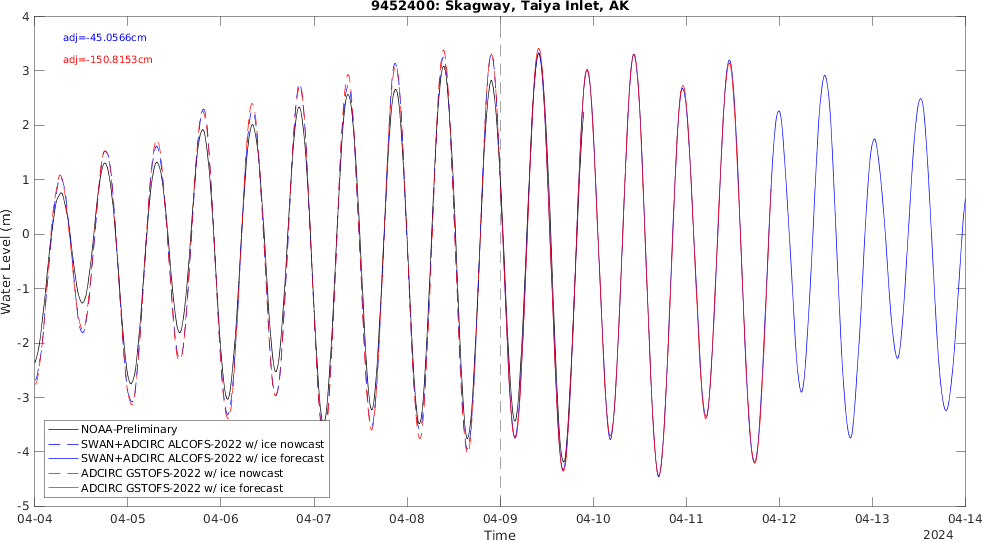 9452400: Skagway, Taiya Inlet, AK
adj=-45.0566cm
adj=-150.8153cm
Water Level (m)
4
3
2
1
0
-1
-2
-3
-4
-5
NOAA-Preliminary
SWAN+ADCIRC ALCOFS-2022 w/ ice nowcast
SWAN+ADCIRC ALCOFS-2022 w/ ice forecast
ADCIRC GSTOFS-2022 w/ ice nowcast
ADCIRC GSTOFS-2022 w/ ice forecast
04-04 04-05 04-06 04-07 04-08 04-09 04-10 04-11 04-12 04-13 04-14
Time
2024